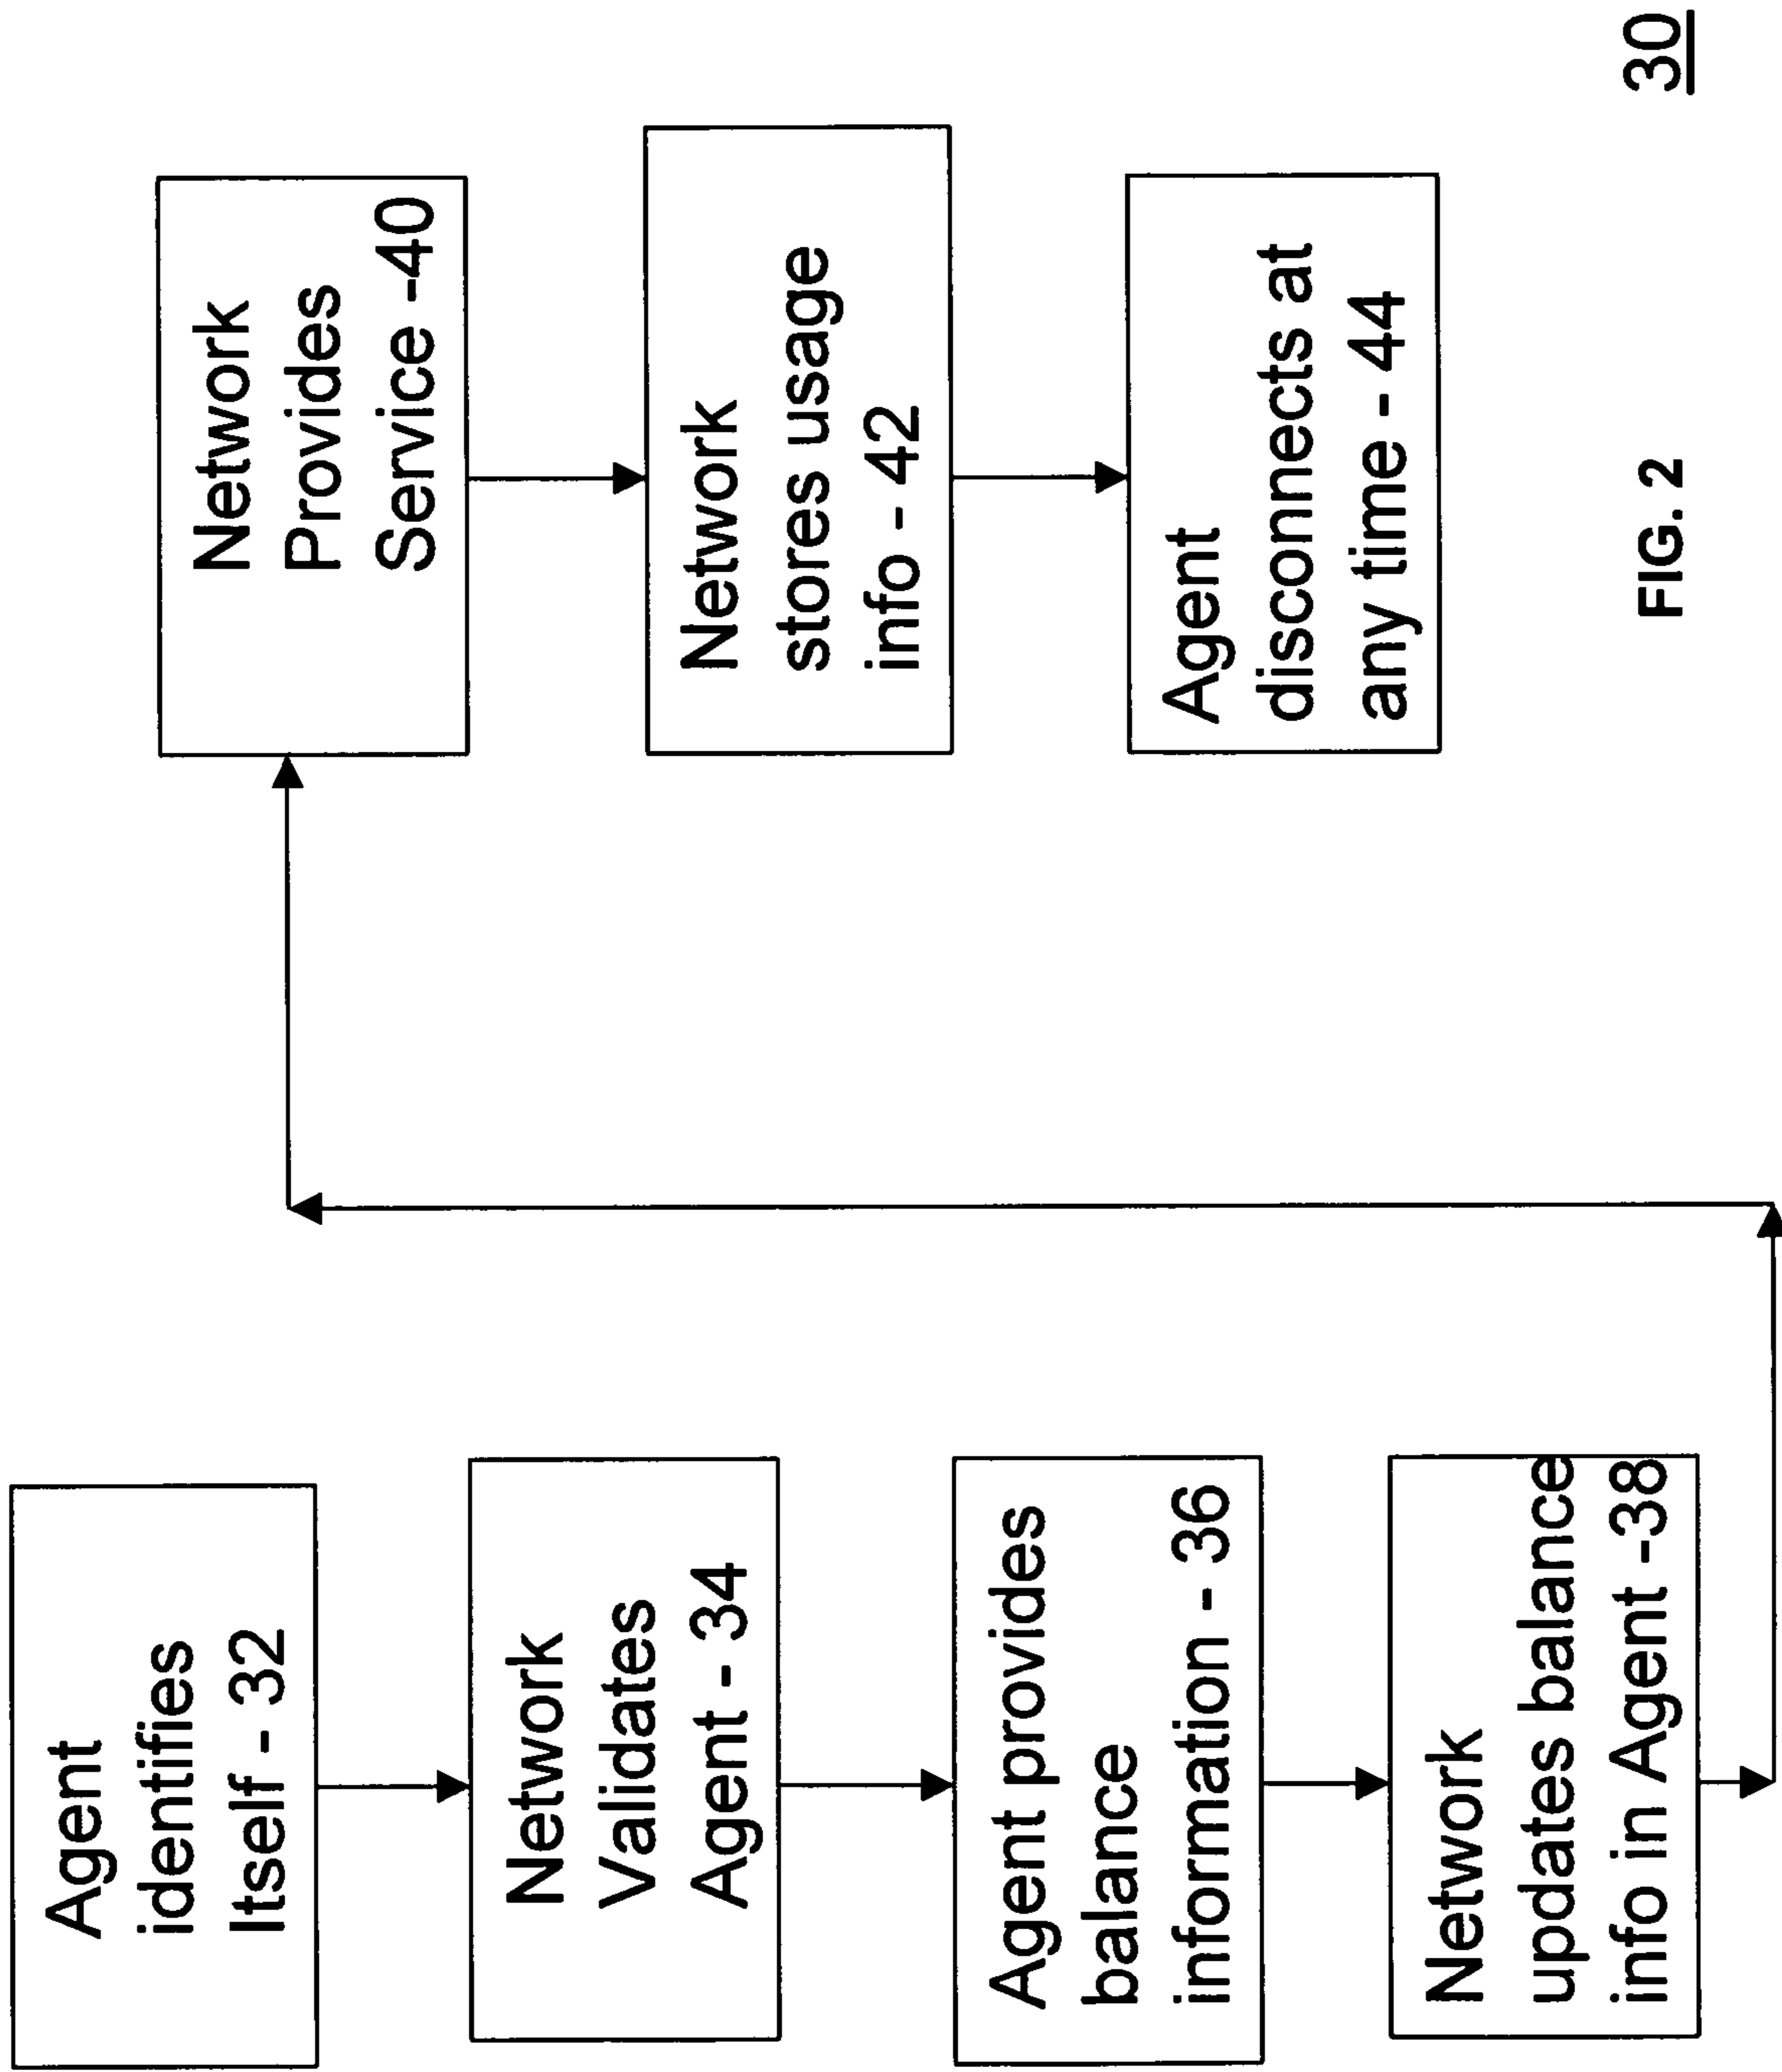 Agent
identifies
Itself - 32
Network
Validates
Agent - 34
Agent provides
balance
information - 36
Network
updates balance
info in Agent -38
Network
Provides
Service -40
Network
stores usage
info - 42
Agent
disconnects at
any time - 44
FIG. 2
30